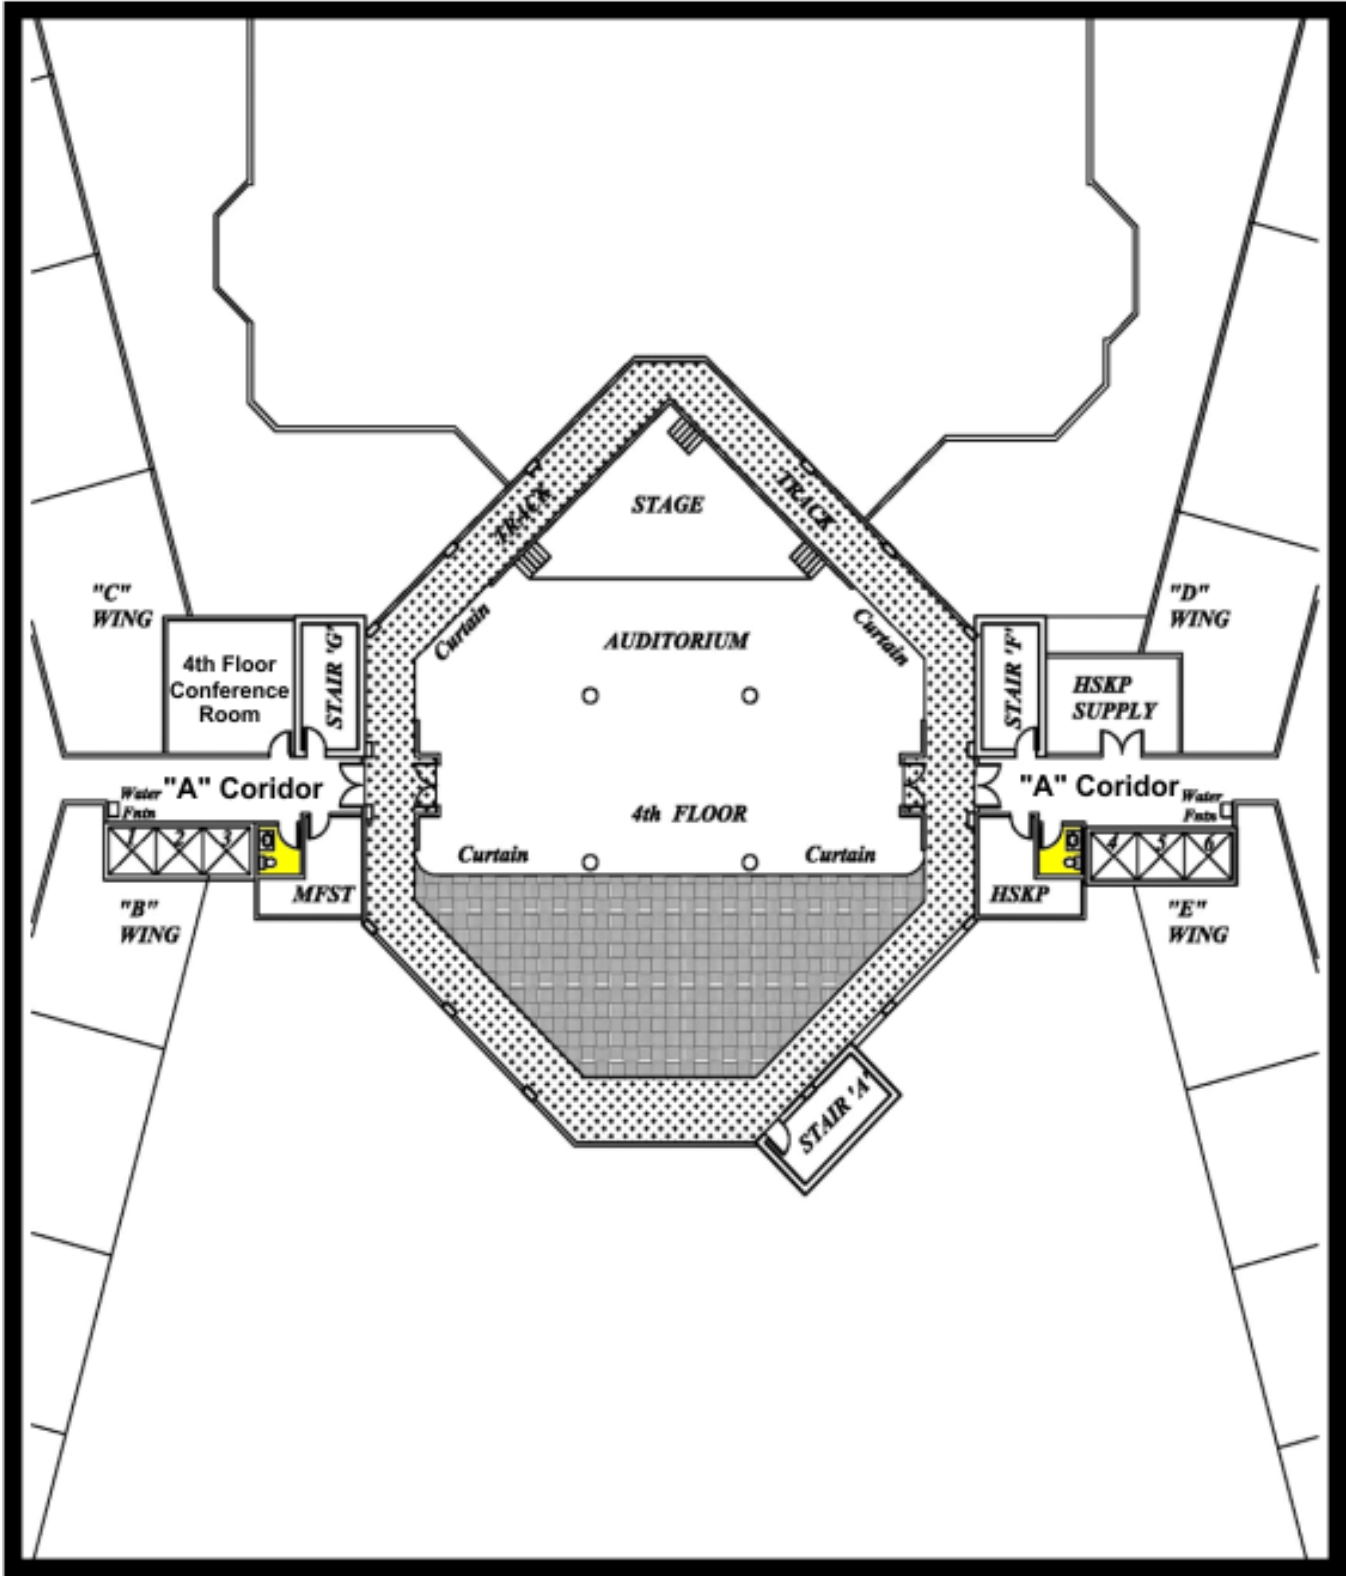 TRACK
TRACK
STAGE
"C"
WING
"D"
WING
Curtain
Curtain
AUDITORIUM
4th Floor
Conference
Room
STAIR 'G'
STAIR 'F'
HSKP
SUPPLY
"A" Coridor
"A" Coridor
Water
Fntn
Water
Fntn
4th FLOOR
1 2 3
4 5 6
Curtain
Curtain
MFST
HSKP
"B"
WING
"E"
WING
STAIR 'A'